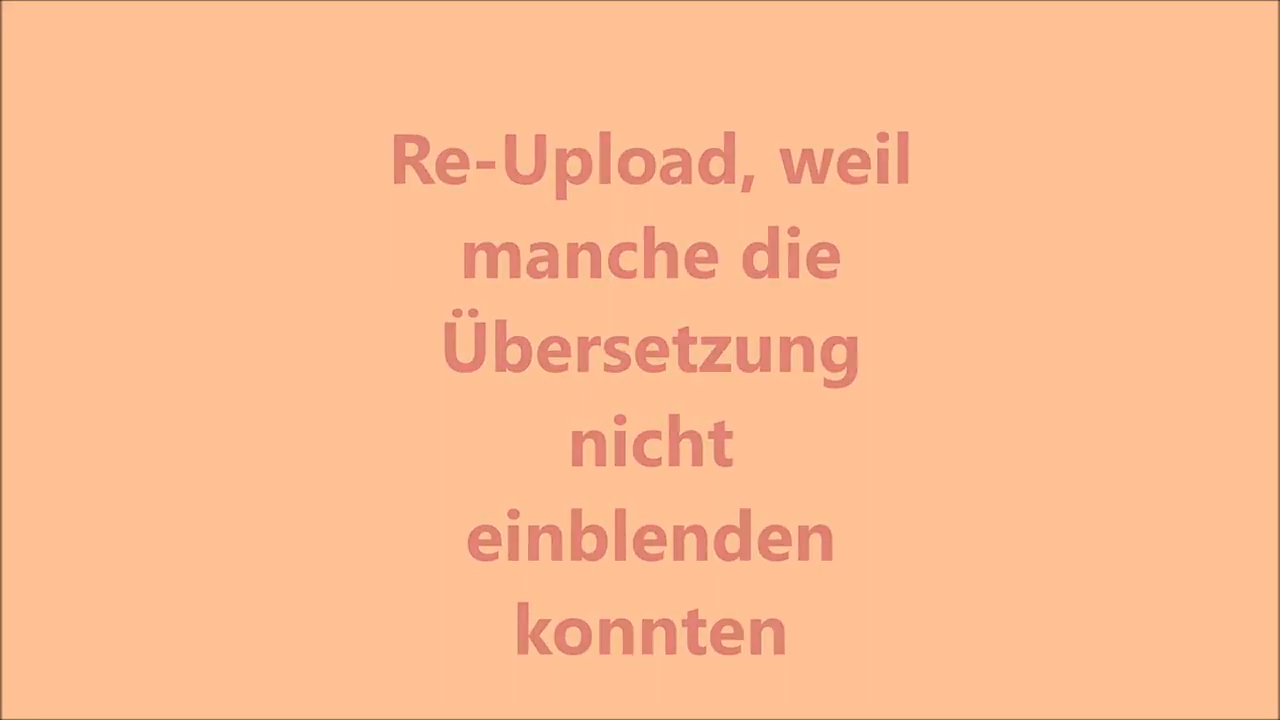 Re-Upload, weil
manche die
Übersetzung
nicht
einblenden
konnten